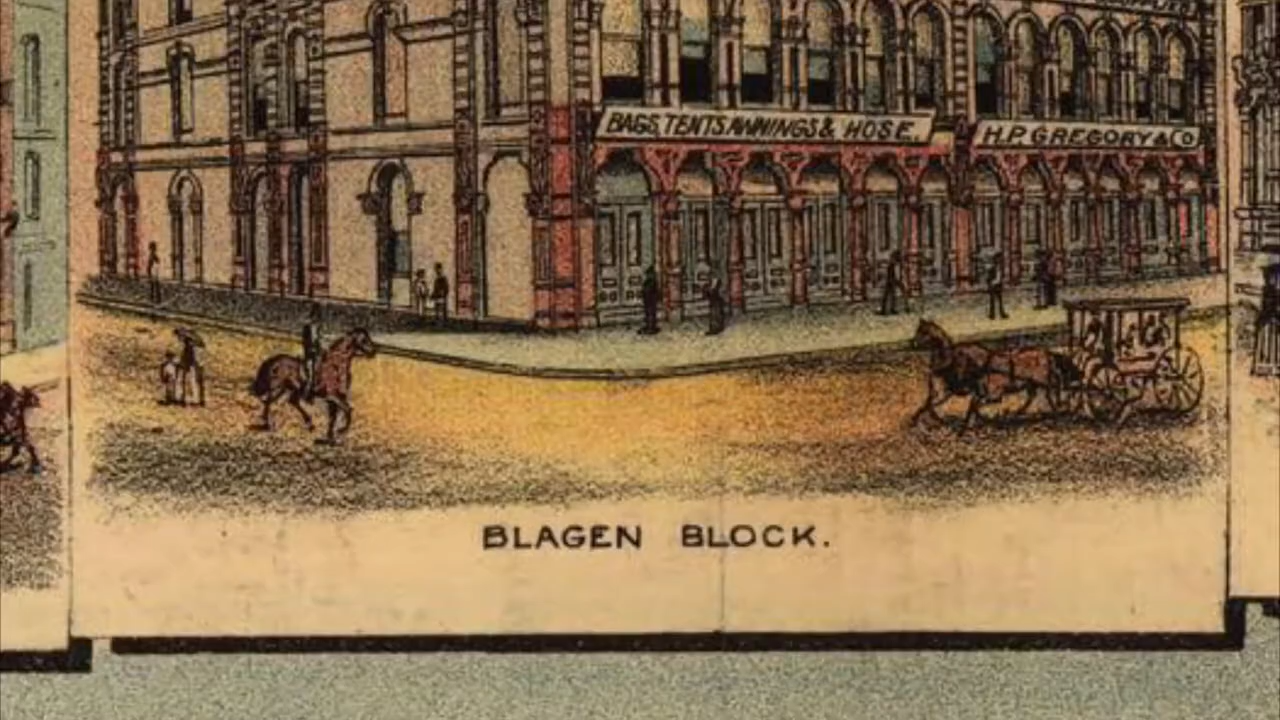 BAGS, TENTS, AWNINGS & HOSE.
H.P. GREGORY & CO
BLAGEN BLOCK.